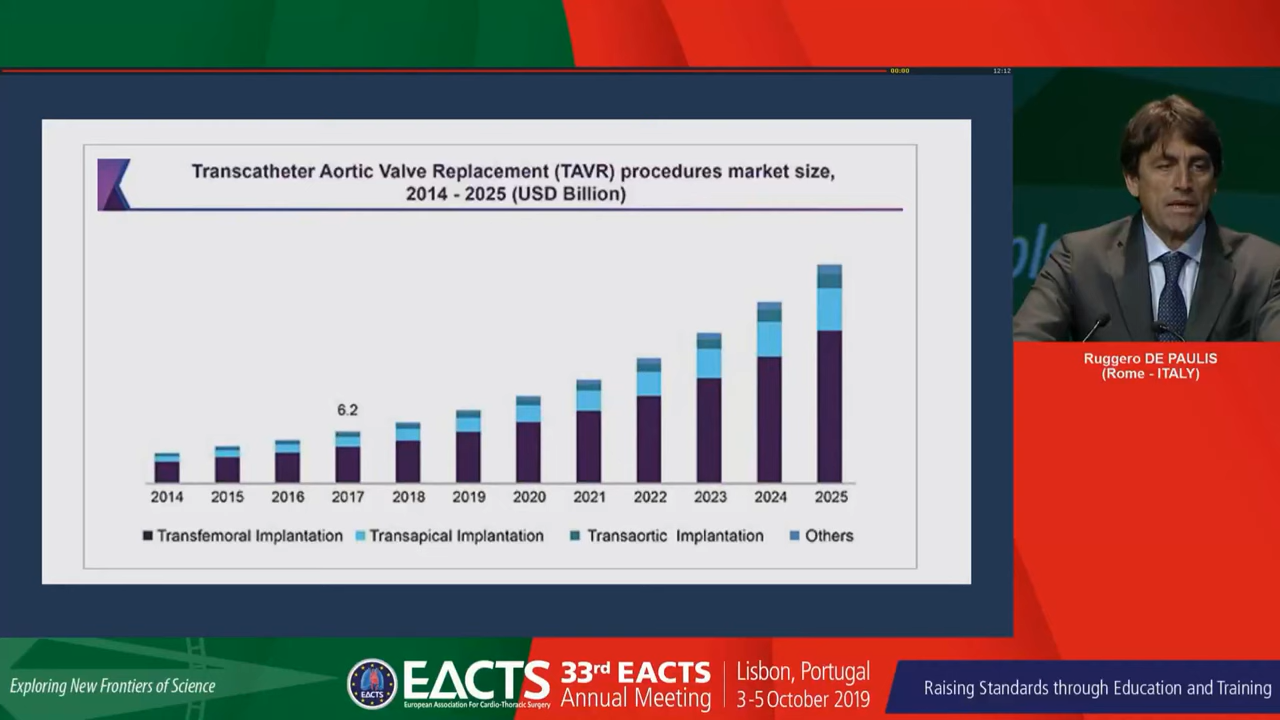 00:00
12:12
Transcatheter Aortic Valve Replacement (TAVR) procedures market size,
2014 - 2025 (USD Billion)
6.2
2014 2015 2016 2017 2018 2019 2020 2021 2022 2023 2024 2025
Transfemoral Implantation Transapical Implantation Transaortic Implantation Others
Ruggero DE PAULIS
(Rome - ITALY)
Exploring New Frontiers of Science
EACTS
EACTS
European Association For Cardio-Thoracic Surgery
33rd EACTS
Annual Meeting
Lisbon, Portugal
3-5 October 2019
Raising Standards through Education and Training